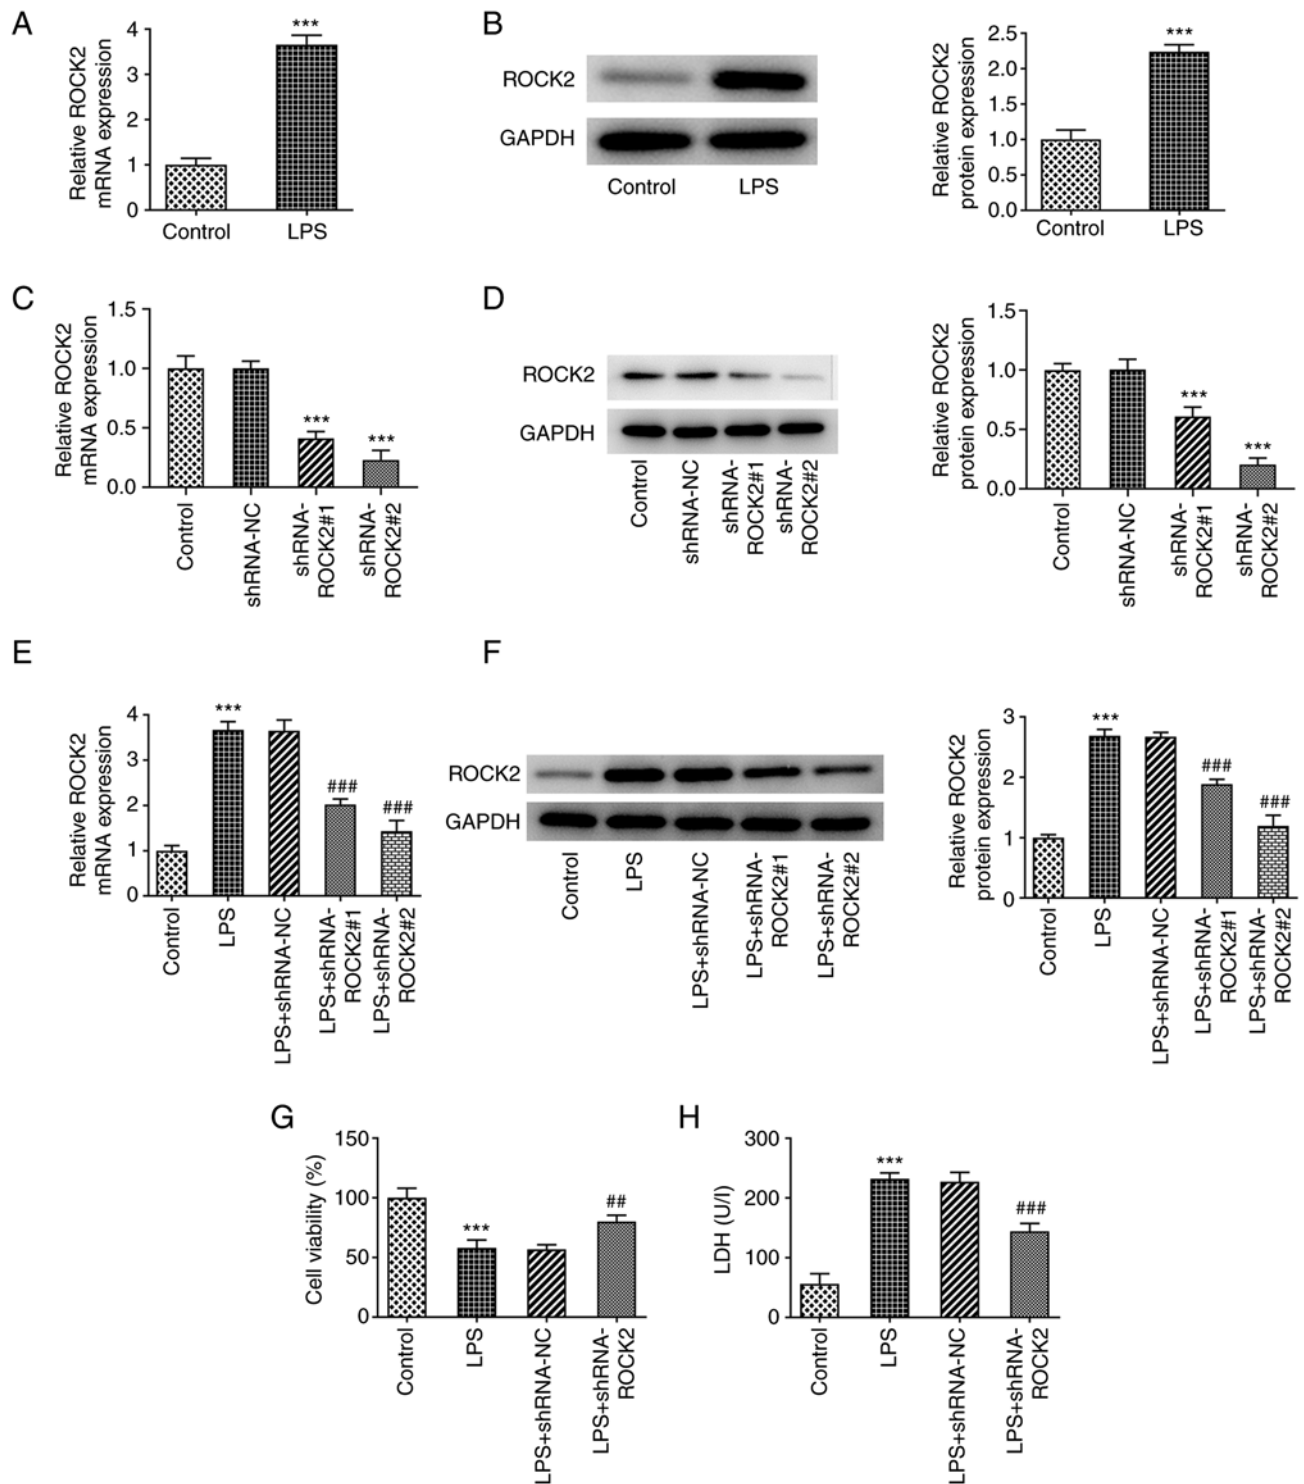 A
Relative ROCK2
mRNA expression
4
3
2
1
0
***
Control
LPS
B
ROCK2
GAPDH
Control
LPS
Relative ROCK2
protein expression
2.5
2.0
1.5
1.0
0.5
0.0
***
Control
LPS
C
Relative ROCK2
mRNA expression
1.5
1.0
0.5
0.0
***
***
Control
shRNA-NC
shRNA-
ROCK2#1
shRNA-
ROCK2#2
D
ROCK2
GAPDH
Control
shRNA-NC
shRNA-
ROCK2#1
shRNA-
ROCK2#2
Relative ROCK2
protein expression
1.5
1.0
0.5
0.0
***
***
Control
shRNA-NC
shRNA-
ROCK2#1
shRNA-
ROCK2#2
E
Relative ROCK2
mRNA expression
4
3
2
1
0
***
###
###
Control
LPS
LPS+shRNA-NC
LPS+shRNA-
ROCK2#1
LPS+shRNA-
ROCK2#2
F
ROCK2
GAPDH
Control
LPS
LPS+shRNA-NC
LPS+shRNA-
ROCK2#1
LPS+shRNA-
ROCK2#2
Relative ROCK2
protein expression
3
2
1
0
***
###
###
Control
LPS
LPS+shRNA-NC
LPS+shRNA-
ROCK2#1
LPS+shRNA-
ROCK2#2
G
Cell viability (%)
150
100
50
0
***
##
Control
LPS
LPS+shRNA-NC
LPS+shRNA-
ROCK2
H
LDH (U/l)
300
200
100
0
***
###
Control
LPS
LPS+shRNA-NC
LPS+shRNA-
ROCK2